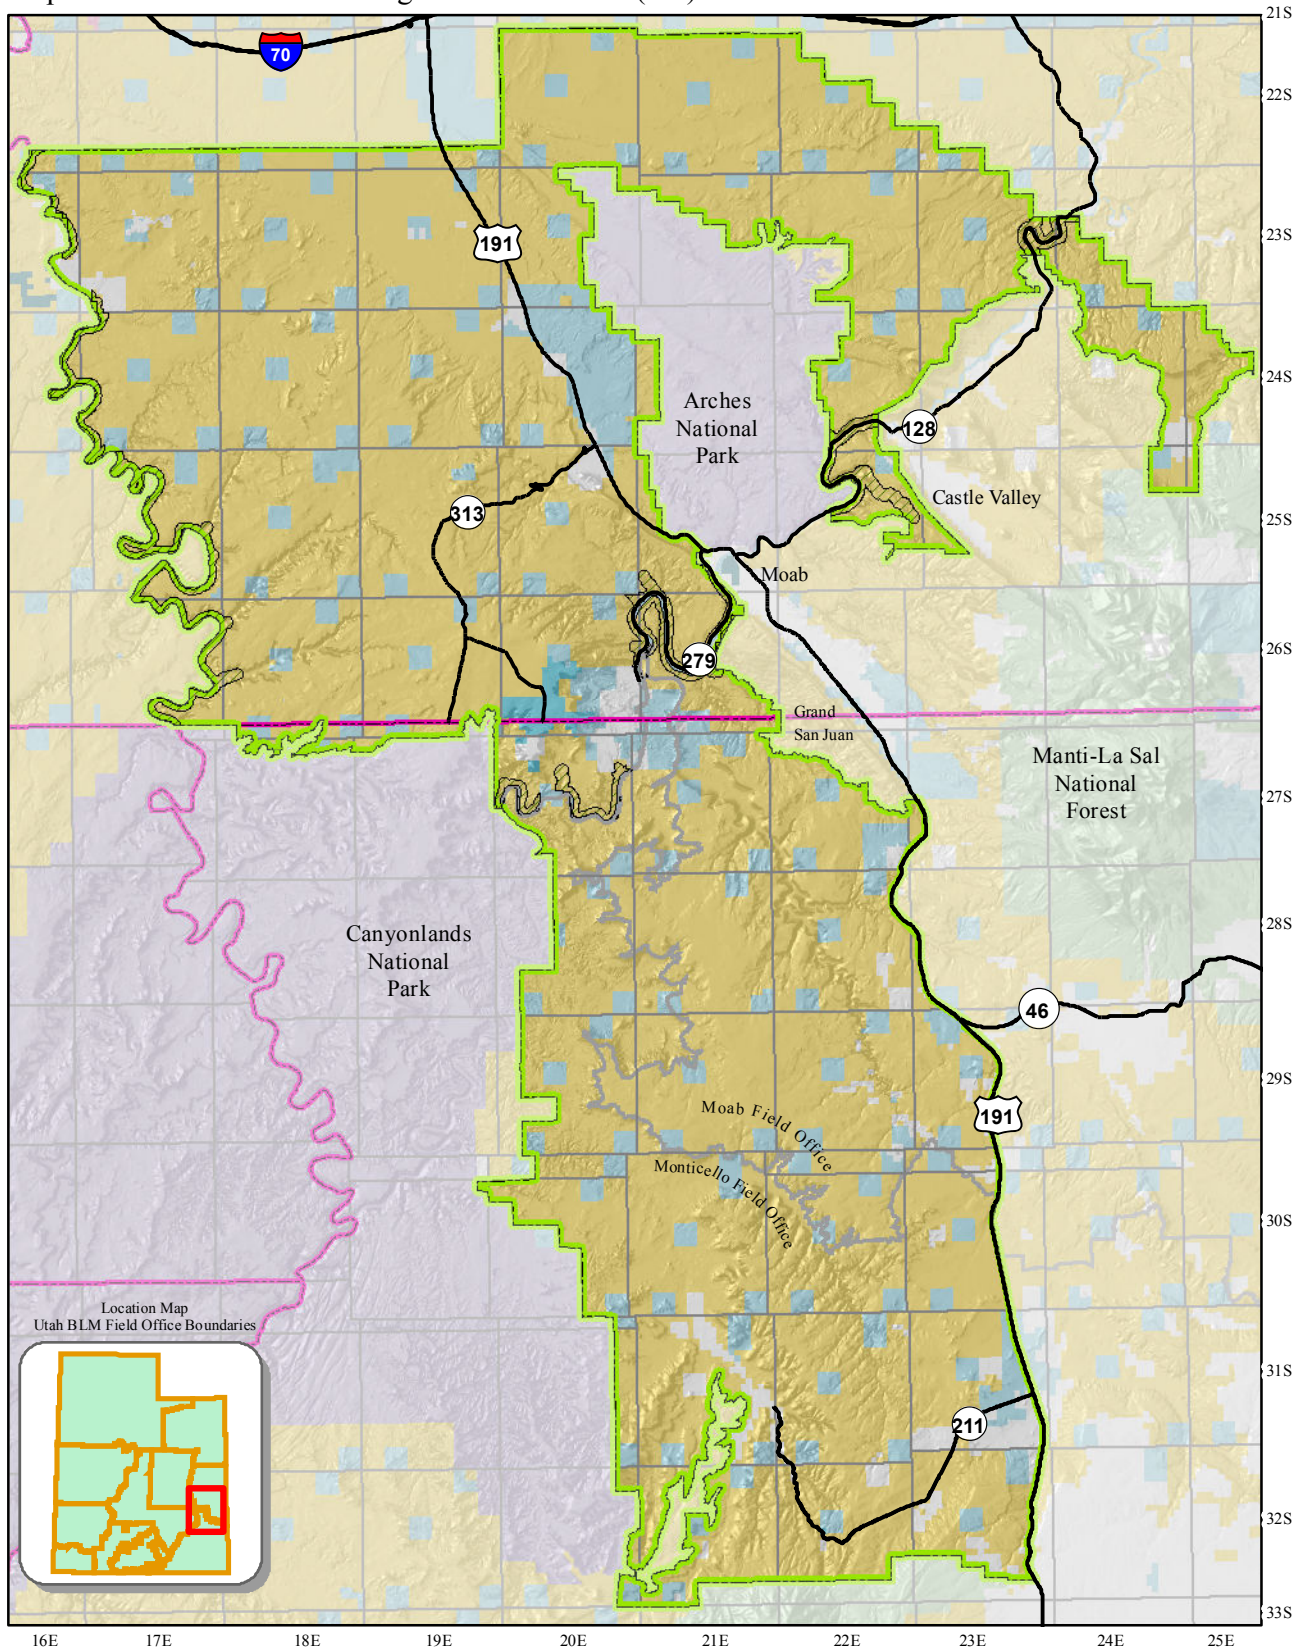 21S
70
22S
191
23S
24S
Arches
National
Park
128
Castle Valley
313
25S
Moab
279
26S
Grand
San Juan
Manti-La Sal
National
Forest
27S
28S
Canyonlands
National
Park
46
29S
Moab Field Office
191
Monticello Field Office
30S
Location Map
Utah BLM Field Office Boundaries
31S
211
32S
33S
16E 17E 18E 19E 20E 21E 22E 23E 24E 25E